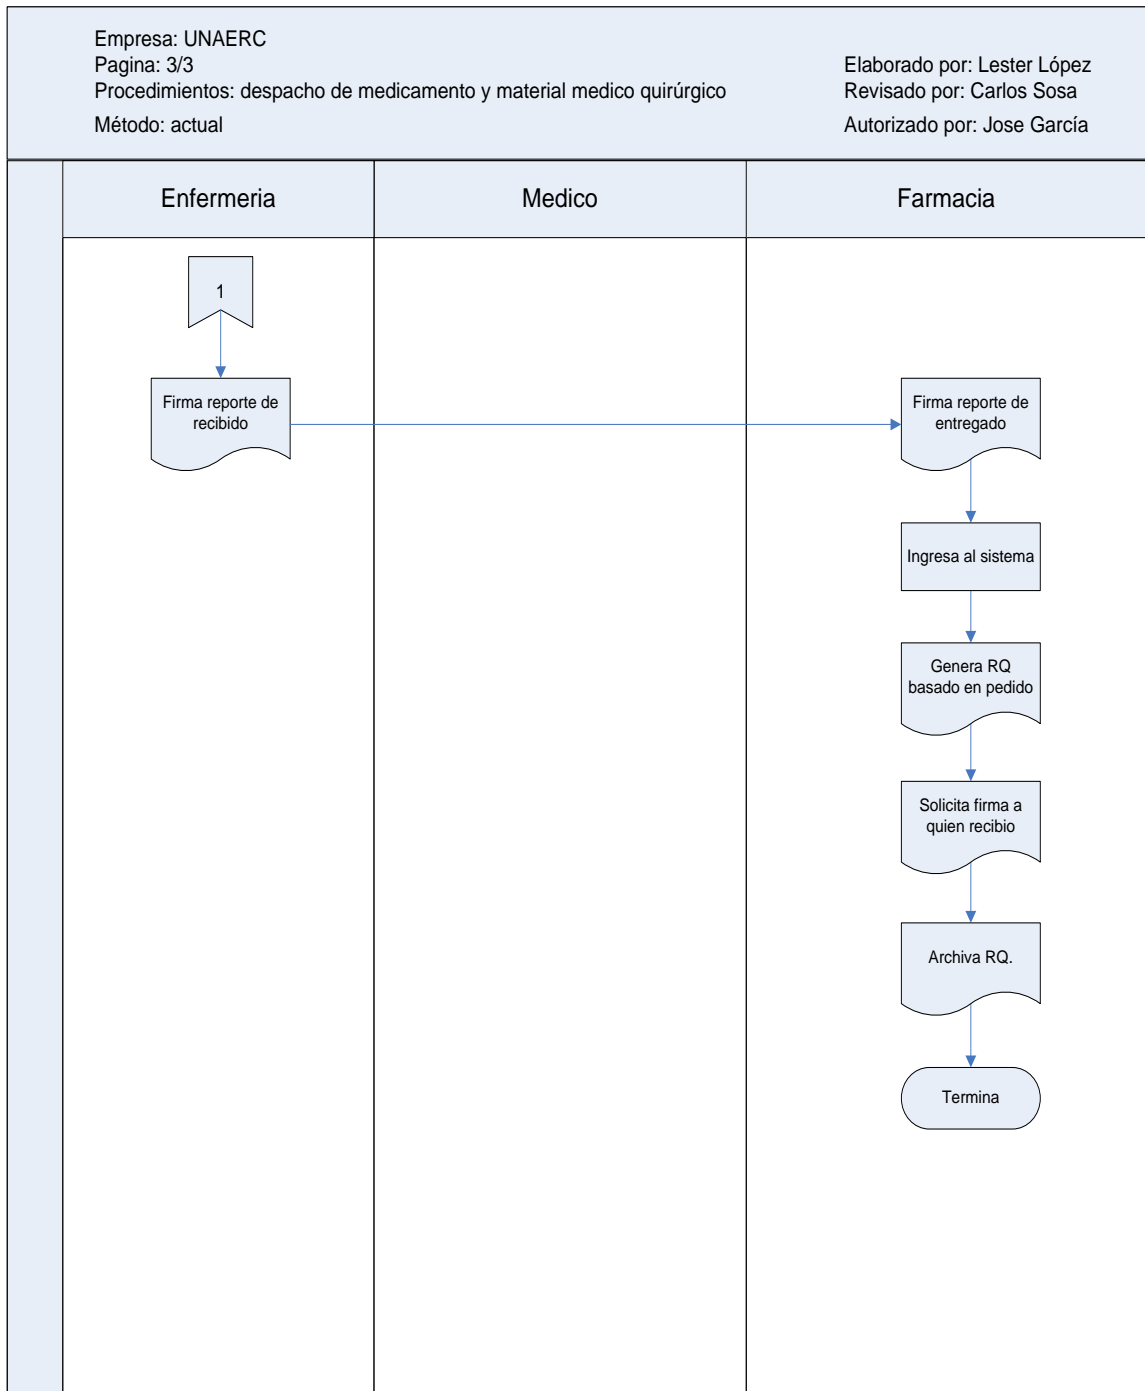 Empresa: UNAERC
Pagina: 3/3
Procedimientos: despacho de medicamento y material medico quirúrgico
Método: actual
Elaborado por: Lester López
Revisado por: Carlos Sosa
Autorizado por: Jose García
Enfermeria
Medico
Farmacia
1
Firma reporte de
recibido
Firma reporte de
entregado
Ingresa al sistema
Genera RQ
basado en pedido
Solicita firma a
quien recibio
Archiva RQ.
Termina